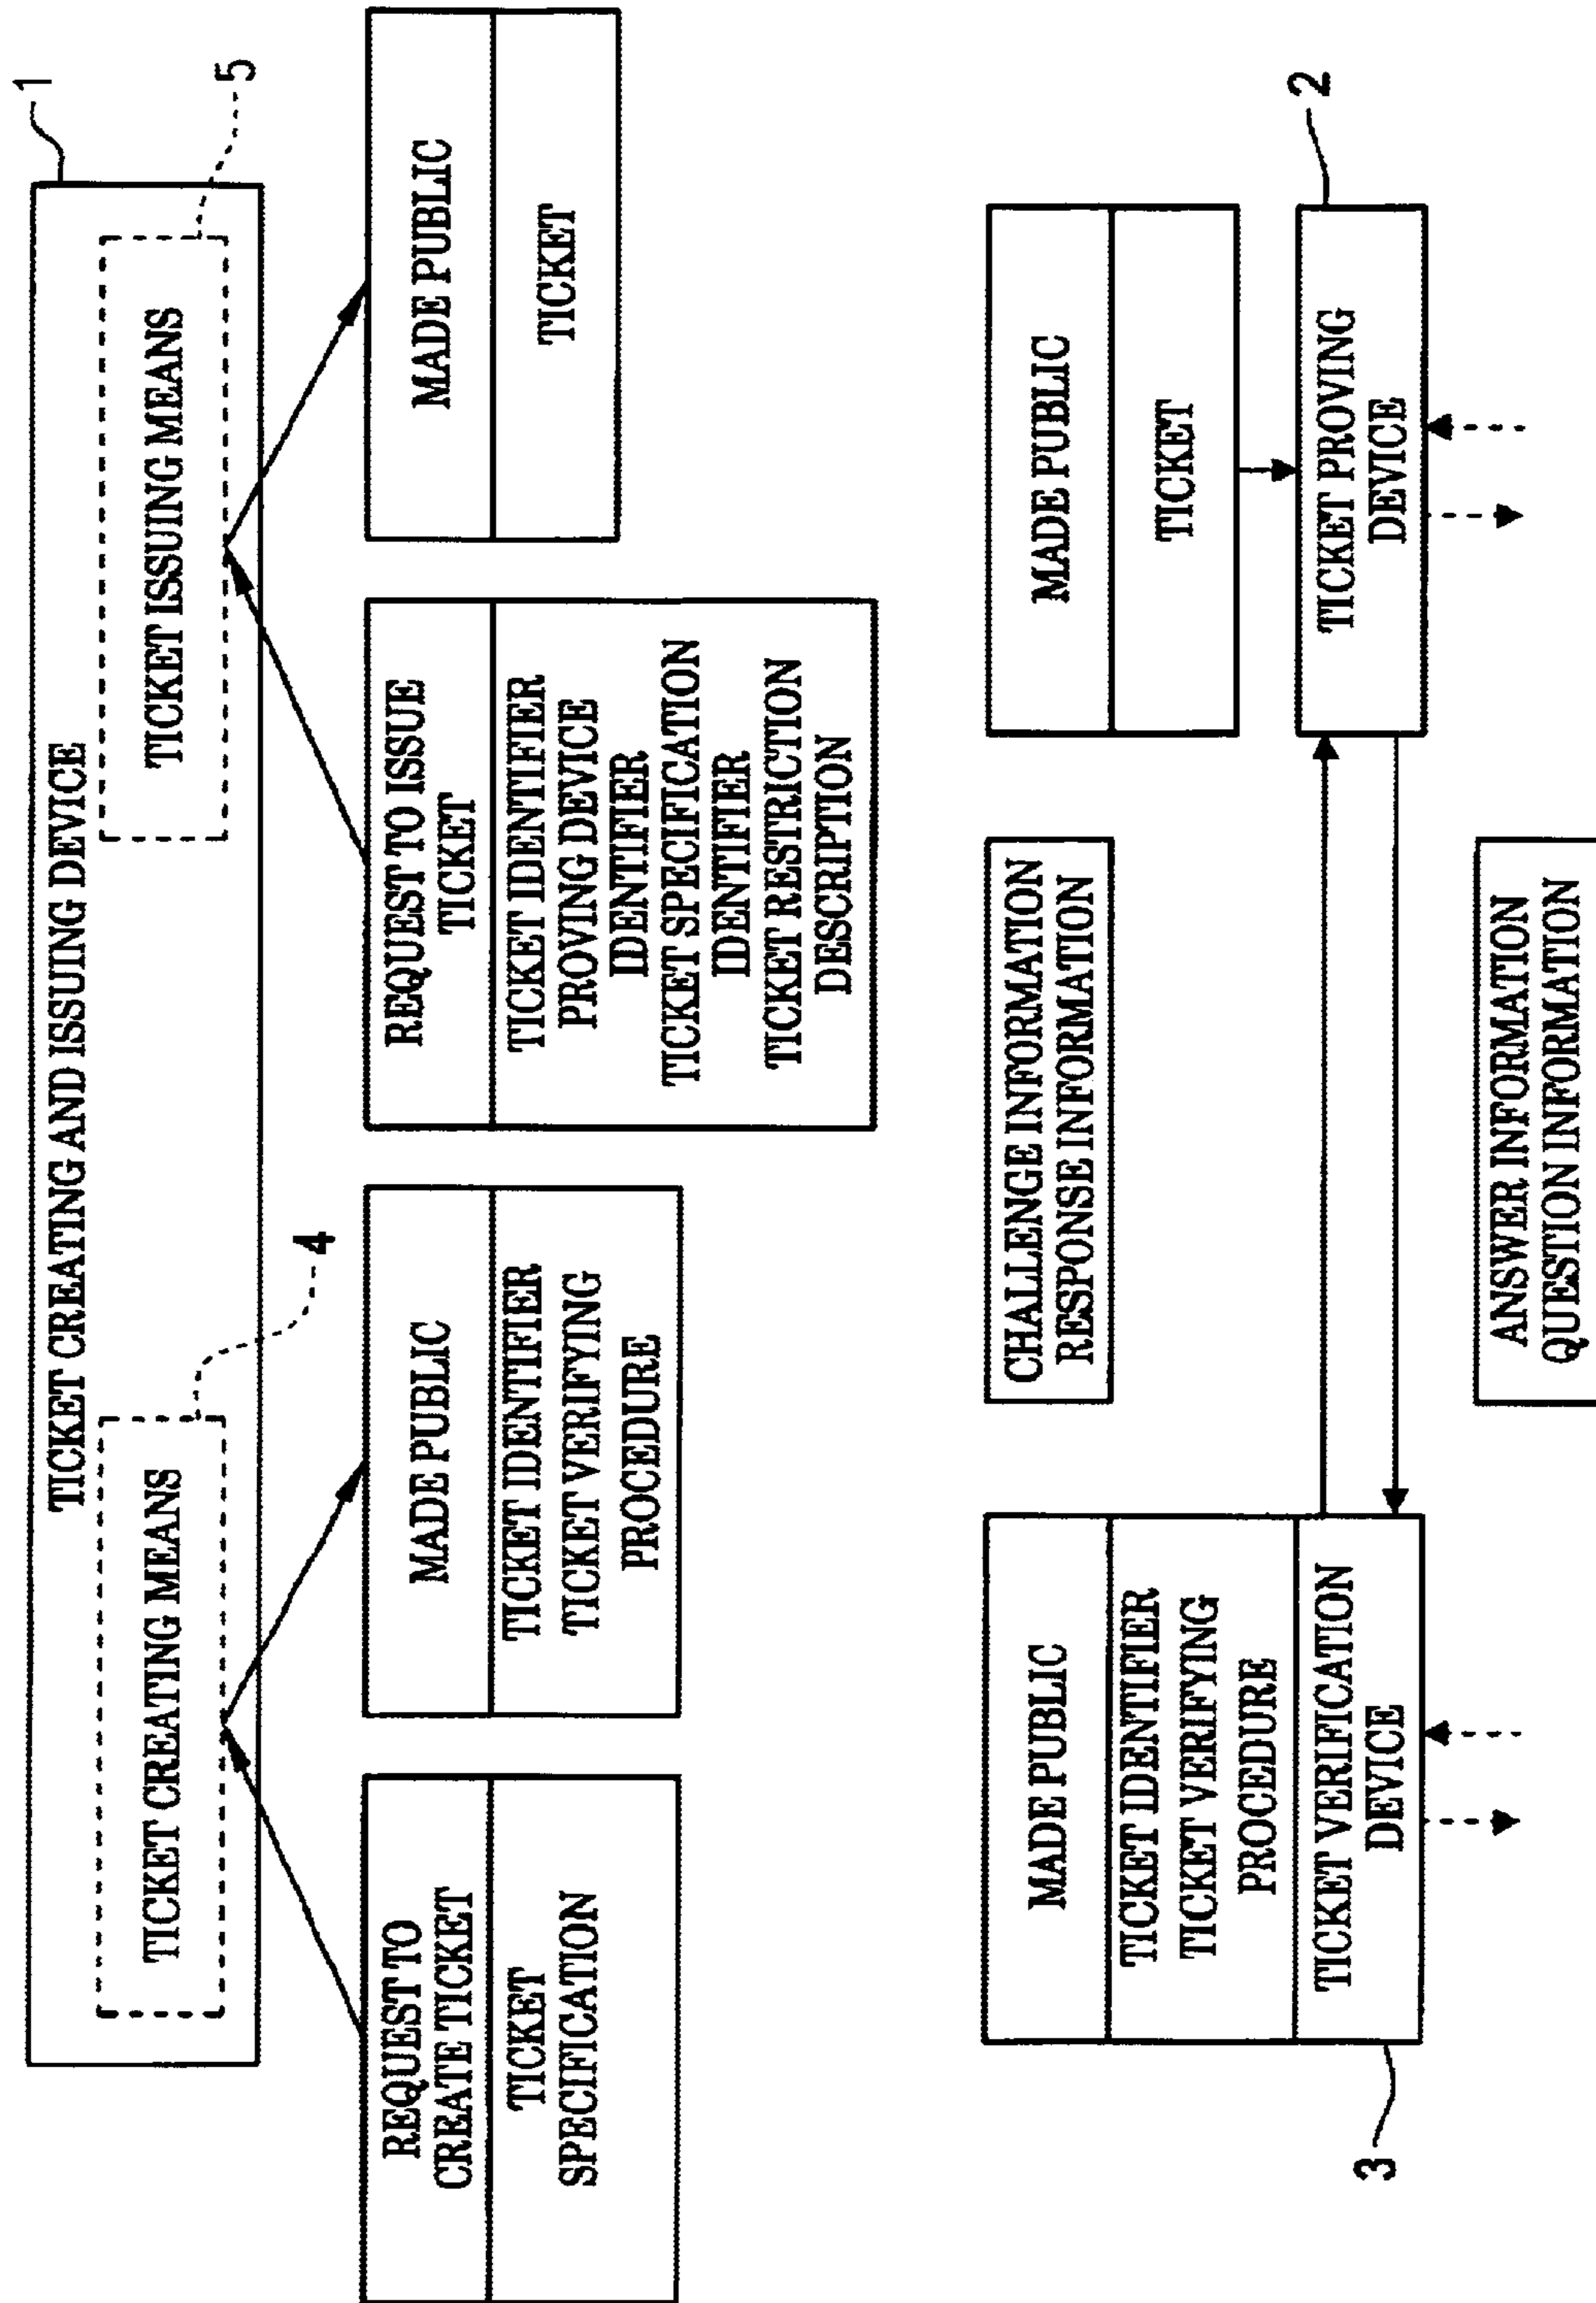 TICKET CREATING AND ISSUING DEVICE
1
TICKET CREATING MEANS
4
TICKET ISSUING MEANS
5
REQUEST TO
CREATE TICKET
TICKET
SPECIFICATION
MADE PUBLIC
TICKET IDENTIFIER
TICKET VERIFYING
PROCEDURE
REQUEST TO ISSUE
TICKET
TICKET IDENTIFIER
PROVING DEVICE
IDENTIFIER
TICKET SPECIFICATION
IDENTIFIER
TICKET RESTRICTION
DESCRIPTION
MADE PUBLIC
TICKET
MADE PUBLIC
TICKET IDENTIFIER
TICKET VERIFYING
PROCEDURE
TICKET VERIFICATION
DEVICE
3
CHALLENGE INFORMATION
RESPONSE INFORMATION
MADE PUBLIC
TICKET
TICKET PROVING
DEVICE
2
ANSWER INFORMATION
QUESTION INFORMATION